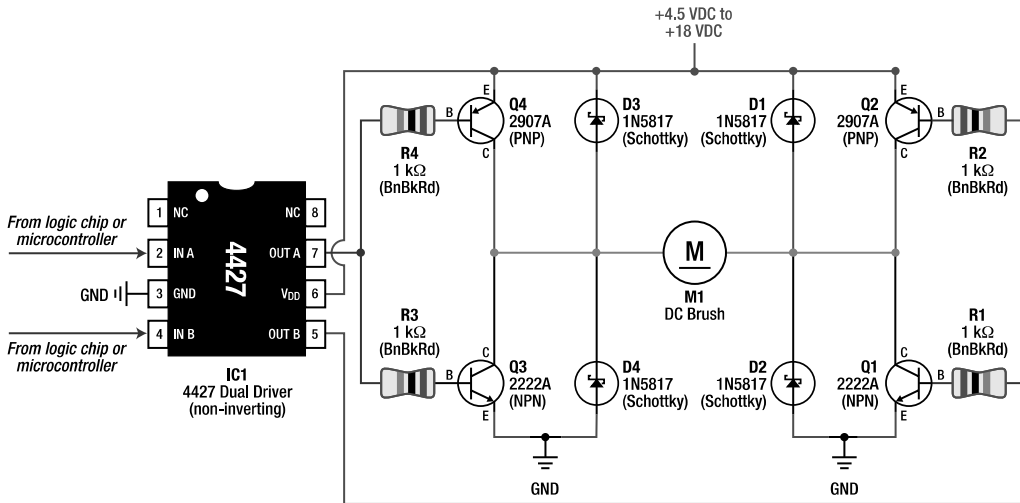 +4.5 VDC to
+18 VDC
E
Q4
2907A
(PNP)
B
C
D3
1N5817
(Schottky)
D1
1N5817
(Schottky)
E
Q2
2907A
(PNP)
B
C
R4
1 kΩ
(BnBkRd)
R2
1 kΩ
(BnBkRd)
From logic chip or
microcontroller
1 NC
NC 8
2 IN A
OUT A 7
GND
3 GND
VDD 6
4 IN B
OUT B 5
4427
From logic chip or
microcontroller
IC1
4427 Dual Driver
(non-inverting)
M
M1
DC Brush
R3
1 kΩ
(BnBkRd)
C
B
Q3
2222A
(NPN)
E
D4
1N5817
(Schottky)
D2
1N5817
(Schottky)
C
Q1
2222A
(NPN)
B
E
R1
1 kΩ
(BnBkRd)
GND
GND